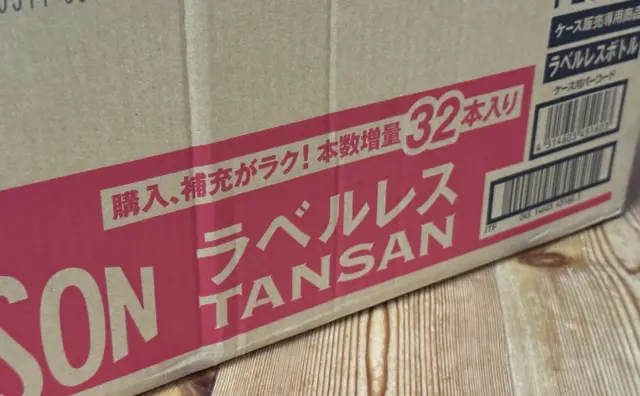 ケース販売専用商品
ラベルレスボトル
ケース用バーコード
購入、補充がラク！本数増量32本入り
ラベルレス
SON TANSAN
ITF